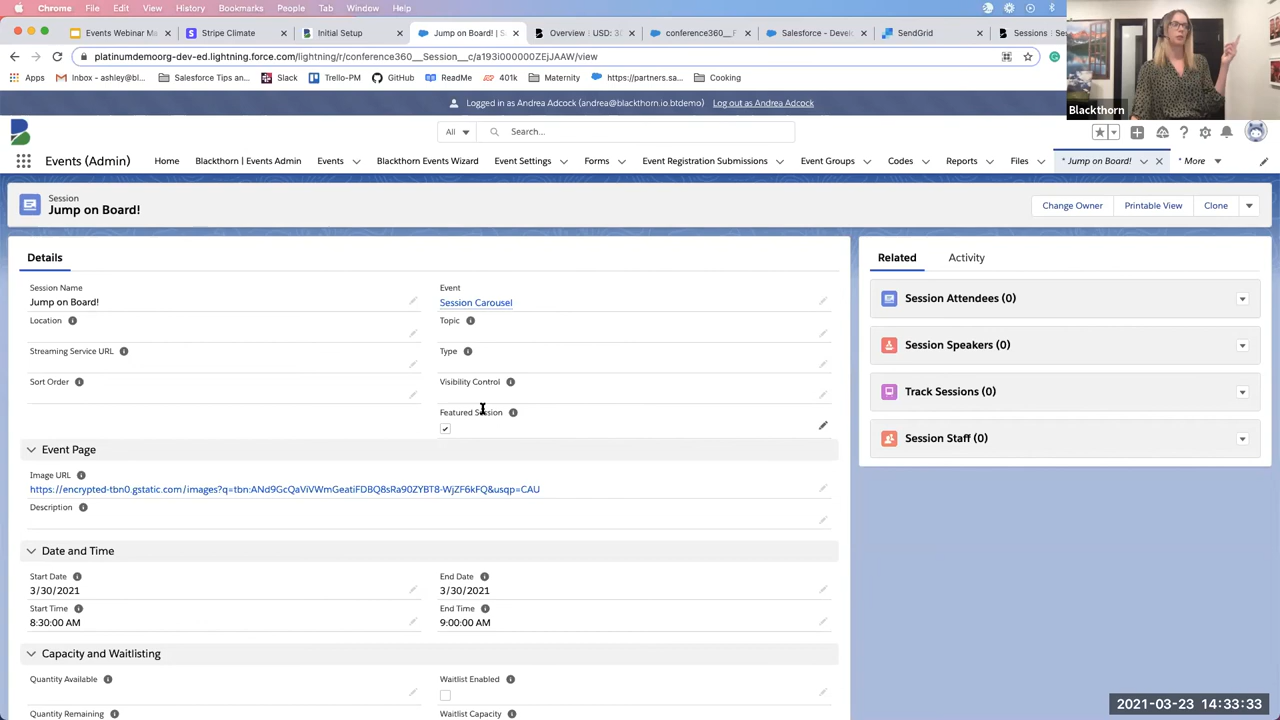 Chrome File Edit View History Bookmarks People Tab Window Help
Events Webinar M
Stripe Climate
Initial Setup
Jump on Board! | S
Overview | USD: 3D
conference360__F
Salesforce - Devel
SendGrid
Sessions | Se
platinumdemoorg-dev-ed.lightning.force.com/lightning/r/conference360__Session__c/a193i000000ZEjJAAW/view
Apps
Inbox - ashley@bl...
Salesforce Tips an...
Slack
Trello-PM
GitHub
ReadMe
401k
Maternity
https://partners.sa...
Cooking
Blackthorn
Logged in as Andrea Adcock (andrea@blackthorn.io.btdemo) Log out as Andrea Adcock
All
Search...
Events (Admin)
Home
Blackthorn | Events Admin
Events
Blackthorn Events Wizard
Event Settings
Forms
Event Registration Submissions
Event Groups
Codes
Reports
Files
* Jump on Board!
* More
Session
Jump on Board!
Change Owner
Printable View
Clone
Details
Session Name
Jump on Board!
Event
Session Carousel
Location
Topic
Streaming Service URL
Type
Sort Order
Visibility Control
Featured Session
Event Page
Image URL
https://encrypted-tbn0.gstatic.com/images?q=tbn:ANd9GcQaViVWmGeatiFDBQ8sRa90ZYBT8-WjZF6kFQ&usqp=CAU
Description
Date and Time
Start Date
3/30/2021
End Date
3/30/2021
Start Time
8:30:00 AM
End Time
9:00:00 AM
Capacity and Waitlisting
Quantity Available
Waitlist Enabled
Quantity Remaining
Waitlist Capacity
Related
Activity
Session Attendees (0)
Session Speakers (0)
Track Sessions (0)
Session Staff (0)
2021-03-23 14:33:33